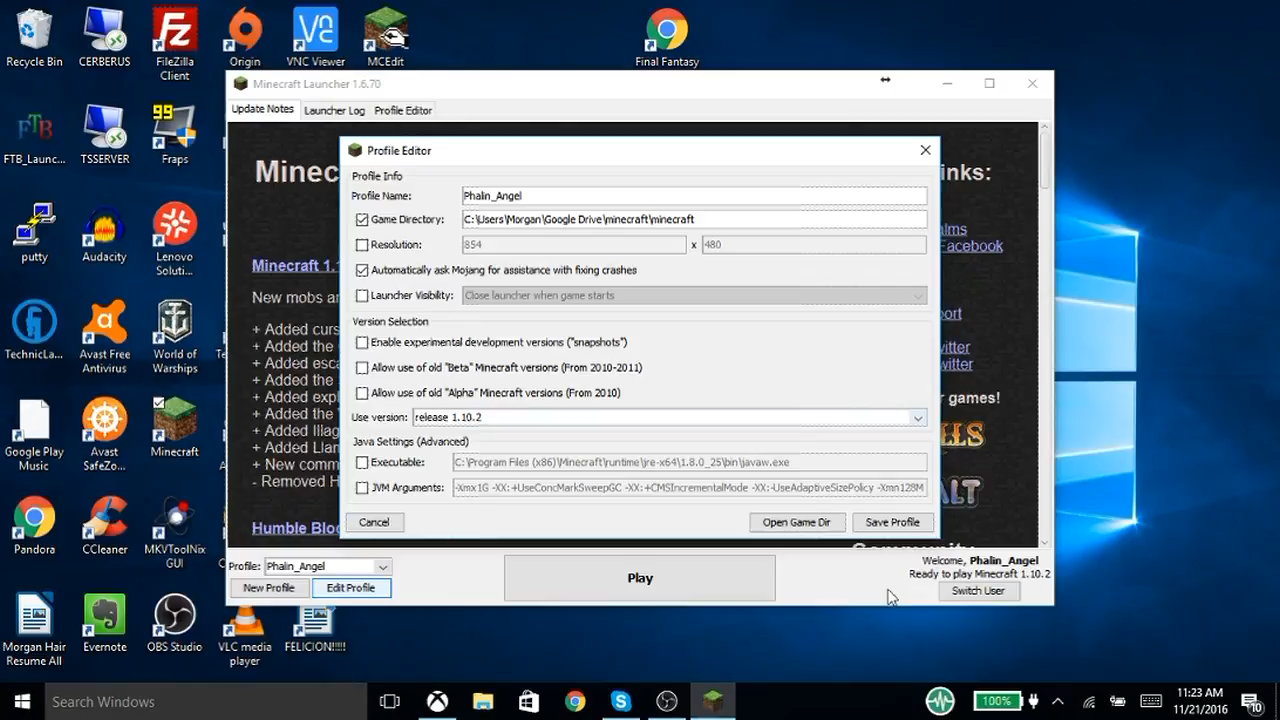 Recycle Bin
CERBERUS
FileZilla
Client
Origin
VNC Viewer
MCEdit
Final Fantasy
FTB_Launc...
TSSERVER
99
Fraps
putty
Audacity
Lenovo
Soluti...
TechnicLa...
Avast Free
Antivirus
World of
Warships
Google Play
Music
Avast
SafeZo...
Minecraft
Pandora
CCleaner
MKVToolNix
GUI
Morgan Hair
Resume All
Evernote
OBS Studio
VLC media
player
FELICION!!!!!
Minecraft Launcher 1.6.70
Update Notes
Launcher Log
Profile Editor
Minec
inks:
Minecraft 1.1
New mobs an
+ Added curs
+ Added the
+ Added esca
+ Added the
+ Added expl
+ Added the
+ Added Illag
+ Added Llan
+ New comm
- Removed H
Humble Bloc
alms
Facebook
port
witter
witter
r games!
Community
Profile Editor
Profile Info
Profile Name: Phalin_Angel
Game Directory: C:\Users\Morgan\Google Drive\minecraft\minecraft
Resolution: 854 x 480
Automatically ask Mojang for assistance with fixing crashes
Launcher Visibility: Close launcher when game starts
Version Selection
Enable experimental development versions ("snapshots")
Allow use of old "Beta" Minecraft versions (From 2010-2011)
Allow use of old "Alpha" Minecraft versions (From 2010)
Use version: release 1.10.2
Java Settings (Advanced)
Executable: C:\Program Files (x86)\Minecraft\runtime\jre-x64\1.8.0_25\bin\javaw.exe
JVM Arguments: -Xmx1G -XX:+UseConcMarkSweepGC -XX:+CMSIncrementalMode -XX:-UseAdaptiveSizePolicy -Xmn128M
Cancel
Open Game Dir
Save Profile
Profile: Phalin_Angel
New Profile
Edit Profile
Play
Welcome, Phalin_Angel
Ready to play Minecraft 1.10.2
Switch User
Search Windows
100%
11:23 AM
11/21/2016
10